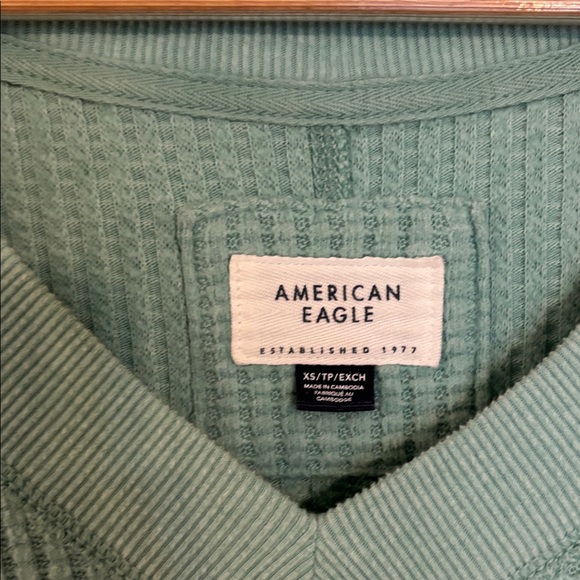 AMERICAN
EAGLE
ESTABLISHED 1977
XS/TP/EXCH
MADE IN CAMBODIA
FABRIQUÉ AU
CAMBODGE